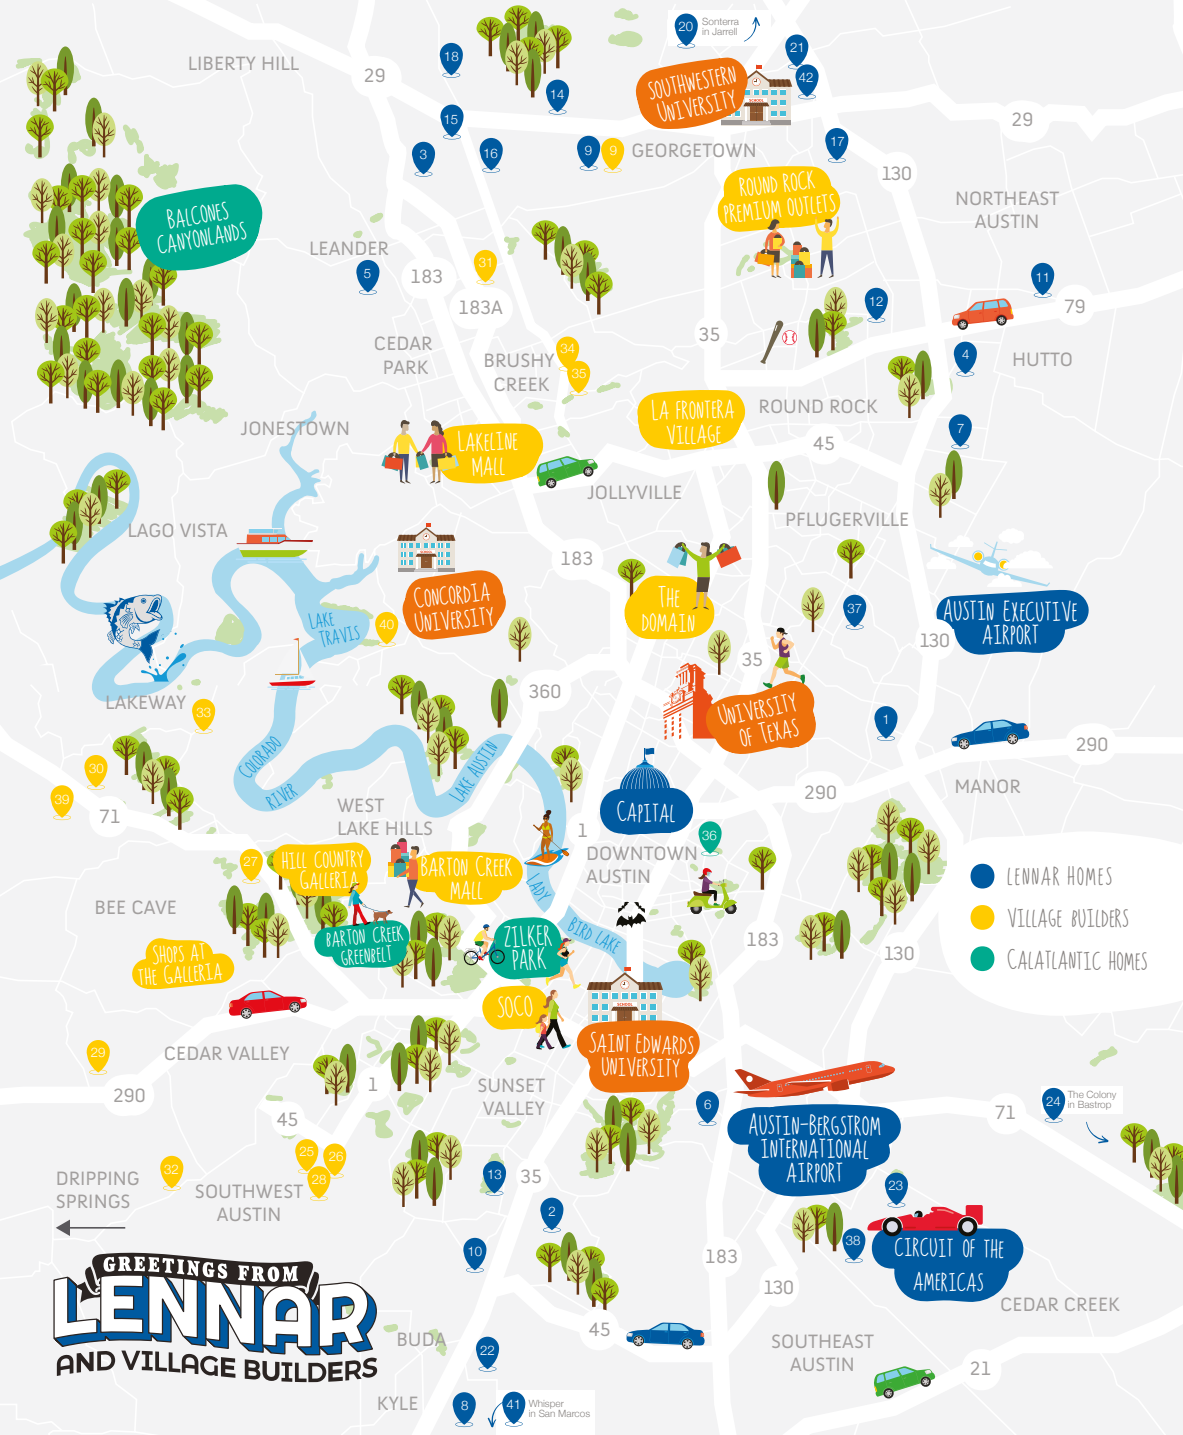 20
Sonterra
in Jarrell
21
18
LIBERTY HILL
29
SOUTHWESTERN
UNIVERSITY
SCHOOL
42
14
15
29
3
16
9
9
GEORGETOWN
17
130
ROUND ROCK
PREMIUM OUTLETS
NORTHEAST
AUSTIN
BALCONES
CANYONLANDS
LEANDER
5
183
31
183A
11
12
79
35
CEDAR
PARK
BRUSHY
CREEK
34
35
4
HUTTO
LA FRONTERA
VILLAGE
ROUND ROCK
JONESTOWN
LAKELINE
MALL
45
7
JOLLYVILLE
LAGO VISTA
PFLUGERVILLE
SCHOOL
183
CONCORDIA
UNIVERSITY
THE
DOMAIN
37
AUSTIN EXECUTIVE
AIRPORT
LAKE
TRAVIS
40
130
35
LAKEWAY
33
360
UNIVERSITY
OF TEXAS
1
290
COLORADO
RIVER
LAKE AUSTIN
30
39
71
WEST
LAKE HILLS
CAPITAL
290
MANOR
1
36
DOWNTOWN
AUSTIN
27
HILL COUNTRY
GALLERIA
BARTON CREEK
MALL
LADY
BIRD LAKE
LENNAR HOMES
VILLAGE BUILDERS
CALATLANTIC HOMES
BEE CAVE
BARTON CREEK
GREENBELT
ZILKER
PARK
183
130
SHOPS AT
THE GALLERIA
SOCO
SCHOOL
SAINT EDWARDS
UNIVERSITY
29
CEDAR VALLEY
290
1
SUNSET
VALLEY
6
45
71
24
The Colony
in Bastrop
AUSTIN-BERGSTROM
INTERNATIONAL
AIRPORT
25
26
28
32
DRIPPING
SPRINGS
SOUTHWEST
AUSTIN
13
35
23
2
10
38
CIRCUIT OF THE
AMERICAS
183
130
CEDAR CREEK
GREETINGS FROM
LENNAR
AND VILLAGE BUILDERS
45
BUDA
22
SOUTHEAST
AUSTIN
21
KYLE
8
41
Whisper
in San Marcos